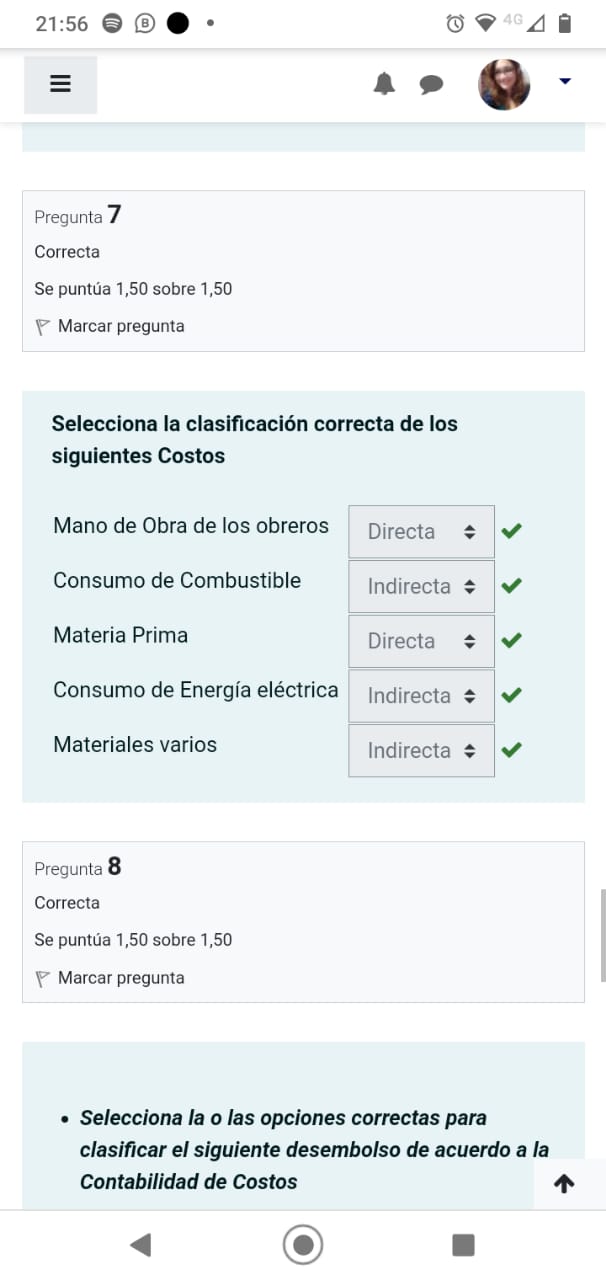 21:56
B
4G
Pregunta 7
Correcta
Se puntúa 1,50 sobre 1,50
Marcar pregunta
Selecciona la clasificación correcta de los
siguientes Costos
Mano de Obra de los obreros Directa
Consumo de Combustible Indirecta
Materia Prima Directa
Consumo de Energía eléctrica Indirecta
Materiales varios Indirecta
Pregunta 8
Correcta
Se puntúa 1,50 sobre 1,50
Marcar pregunta
• Selecciona la o las opciones correctas para
clasificar el siguiente desembolso de acuerdo a la
Contabilidad de Costos